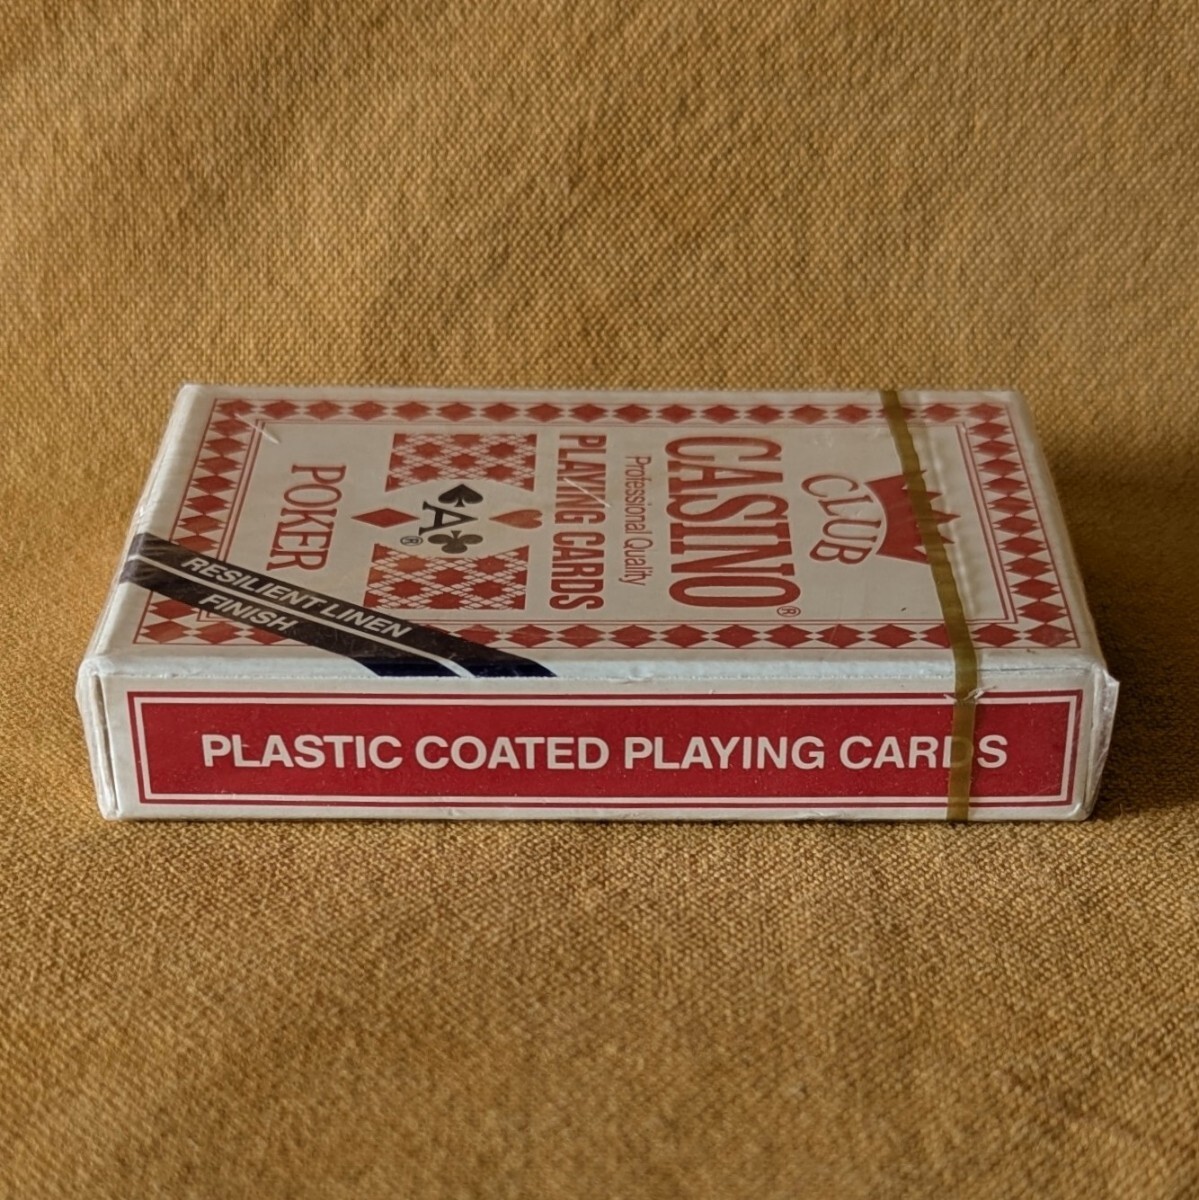 CLUB
CASINO®
Professional Quality
PLAYING CARDS
A
®
POKER
RESILIENT LINEN
FINISH
PLASTIC COATED PLAYING CARDS